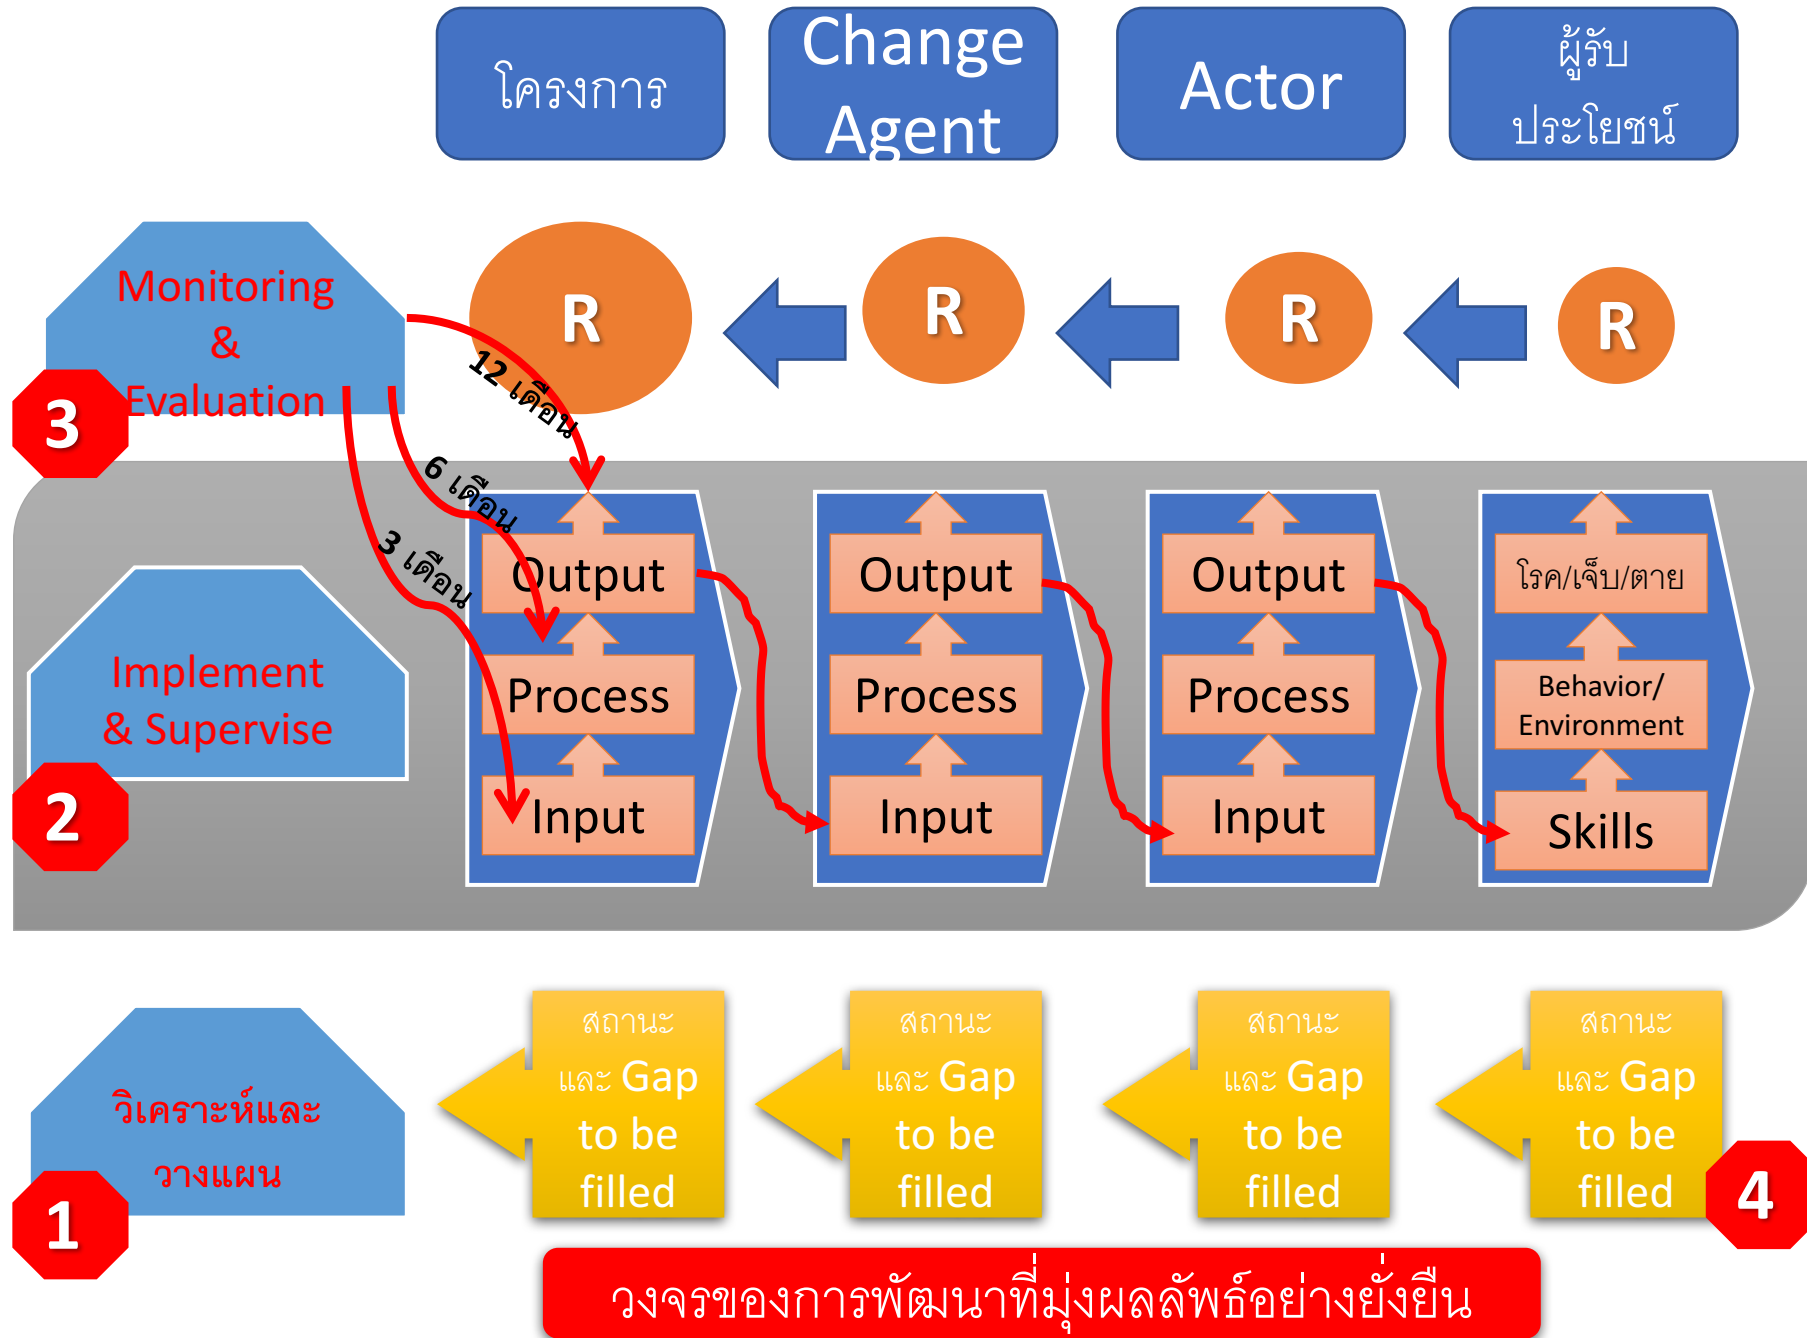 โครงการ
Change
Agent
Actor
ผู้รับ
ประโยชน์
Monitoring
&
Evaluation
3
R
R
R
R
12 เดือน
6 เดือน
3 เดือน
Implement
& Supervise
2
Output
Process
Input
Output
Process
Input
Output
Process
Input
โรค/เจ็บ/ตาย
Behavior/
Environment
Skills
วิเคราะห์และ
วางแผน
1
สถานะ
และ Gap
to be
filled
สถานะ
และ Gap
to be
filled
สถานะ
และ Gap
to be
filled
สถานะ
และ Gap
to be
filled
4
วงจรของการพัฒนาที่มุ่งผลลัพธ์อย่างยั่งยืน